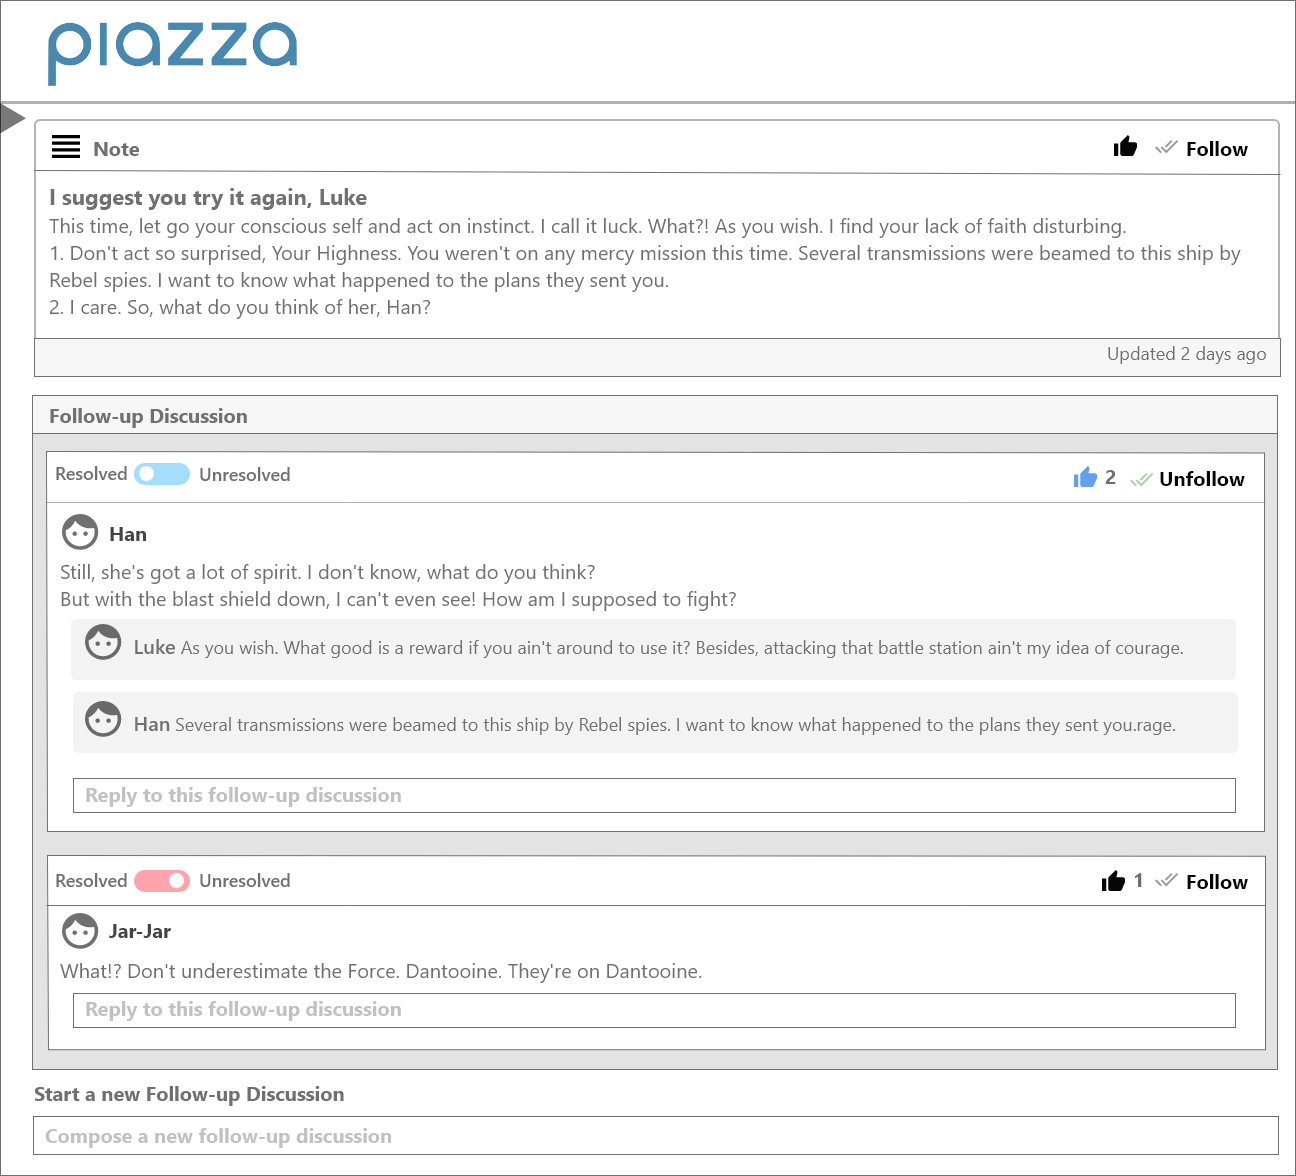 piazza
Note
Follow
I suggest you try it again, Luke
This time, let go your conscious self and act on instinct. I call it luck. What?! As you wish. I find your lack of faith disturbing.
1. Don't act so surprised, Your Highness. You weren't on any mercy mission this time. Several transmissions were beamed to this ship by
Rebel spies. I want to know what happened to the plans they sent you.
2. I care. So, what do you think of her, Han?
Updated 2 days ago
Follow-up Discussion
Resolved Unresolved
2 Unfollow
Han
Still, she's got a lot of spirit. I don't know, what do you think?
But with the blast shield down, I can't even see! How am I supposed to fight?
Luke As you wish. What good is a reward if you ain't around to use it? Besides, attacking that battle station ain't my idea of courage.
Han Several transmissions were beamed to this ship by Rebel spies. I want to know what happened to the plans they sent you.rage.
Reply to this follow-up discussion
Resolved Unresolved
1 Follow
Jar-Jar
What!? Don't underestimate the Force. Dantooine. They're on Dantooine.
Reply to this follow-up discussion
Start a new Follow-up Discussion
Compose a new follow-up discussion